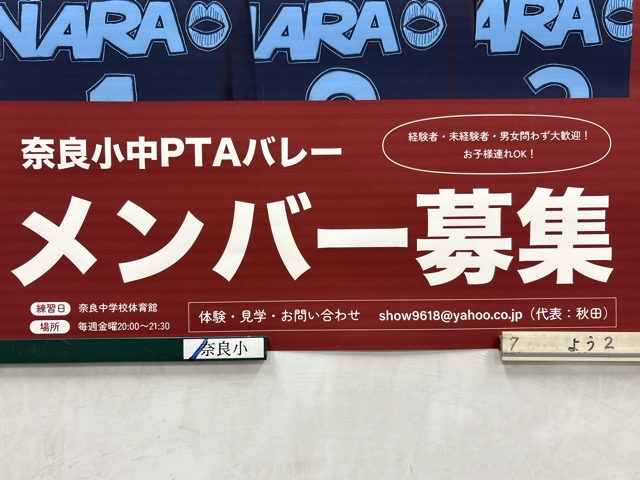 NARA
NARA
ARA
1
2
奈良小中PTAバレー
経験者・未経験者・男女問わず大歓迎！
お子様連れOK！
メンバー募集
練習日 奈良中学校体育館
場所 毎週金曜20:00〜21:30
体験・見学・お問い合わせ show9618@yahoo.co.jp（代表：秋田）
奈良小
7 よう2